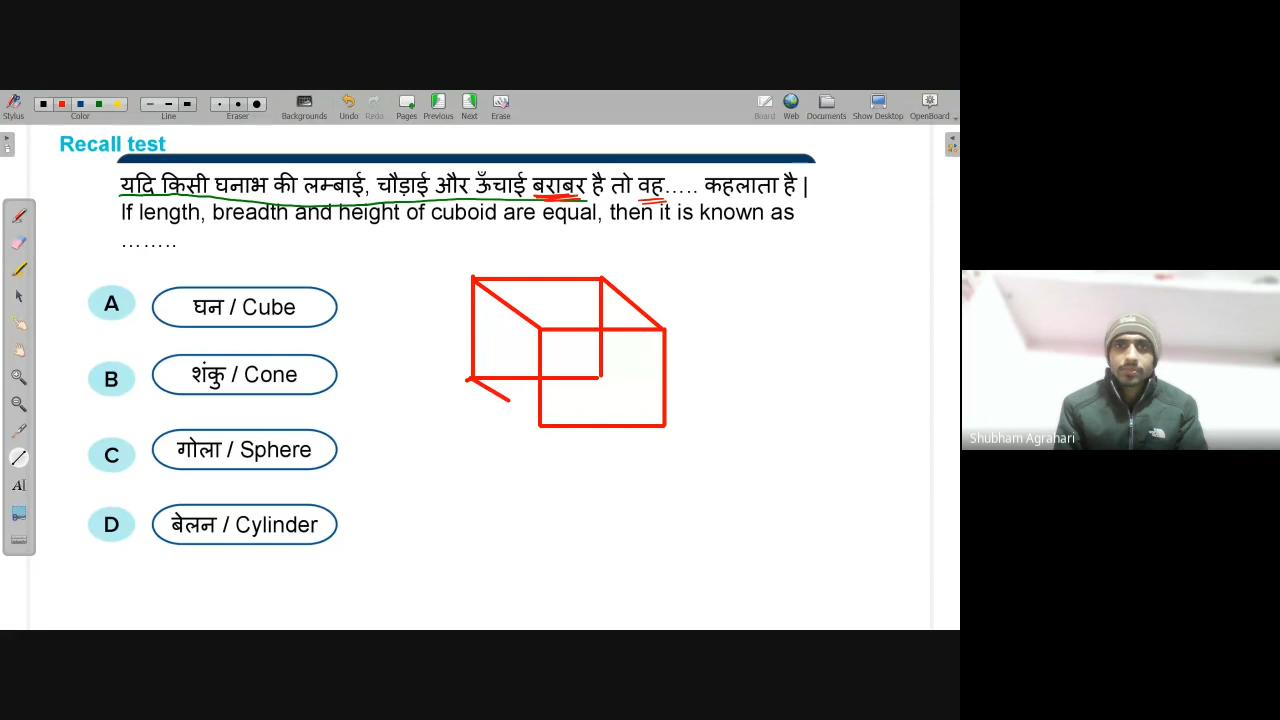 Stylus
Color
Line
Eraser
Backgrounds
Undo
Redo
Pages
Previous
Next
Erase
Board
Web
Documents
Show Desktop
OpenBoard
Recall test
यदि किसी घनाभ की लम्बाई, चौड़ाई और ऊँचाई बराबर है तो वह..... कहलाता है |
If length, breadth and height of cuboid are equal, then it is known as
........
A घन / Cube
B शंकु / Cone
C गोला / Sphere
D बेलन / Cylinder
Shubham Agrahari